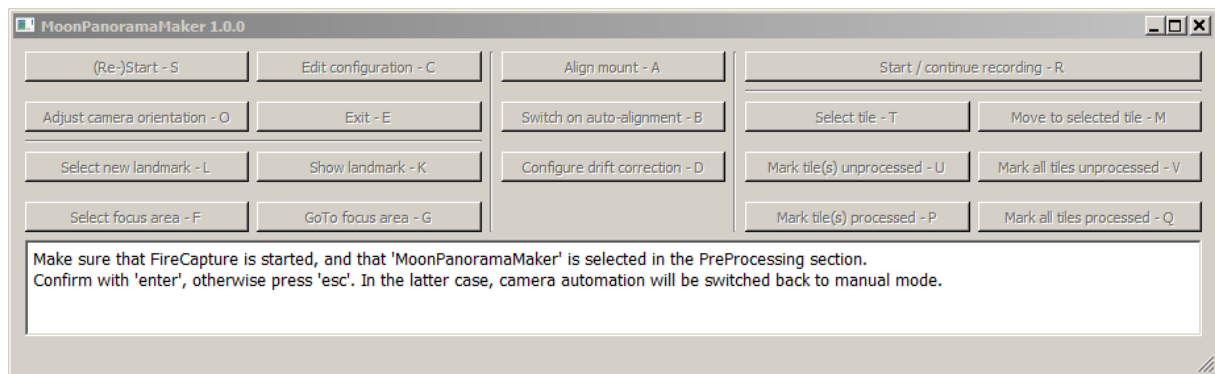 MoonPanoramaMaker 1.0.0
(Re-)Start - S
Edit configuration - C
Align mount - A
Start / continue recording - R
Adjust camera orientation - O
Exit - E
Switch on auto-alignment - B
Select tile - T
Move to selected tile - M
Select new landmark - L
Show landmark - K
Configure drift correction - D
Mark tile(s) unprocessed - U
Mark all tiles unprocessed - V
Select focus area - F
GoTo focus area - G
Mark tile(s) processed - P
Mark all tiles processed - Q
Make sure that FireCapture is started, and that 'MoonPanoramaMaker' is selected in the PreProcessing section.
Confirm with 'enter', otherwise press 'esc'. In the latter case, camera automation will be switched back to manual mode.